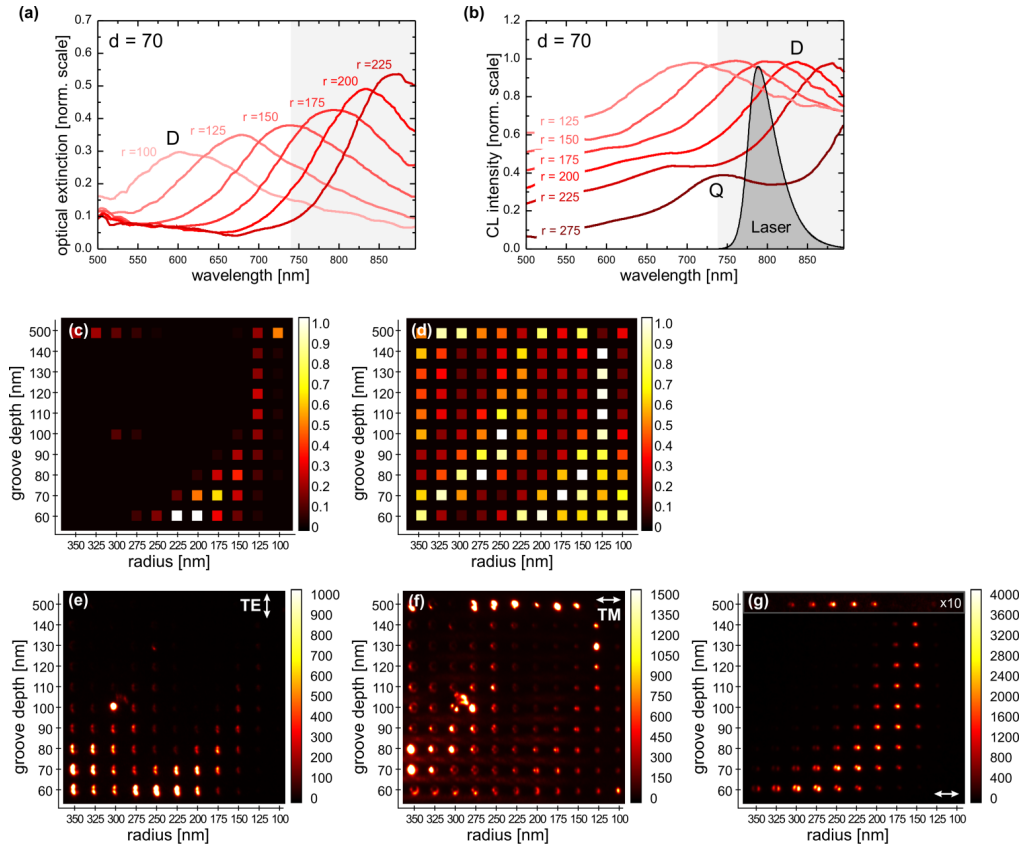 (a)
d = 70
D
r =100
r =125
r =150
r =175
r =200
r =225
optical extinction [norm. scale]
0.7
0.6
0.5
0.4
0.3
0.2
0.1
0.0
500 550 600 650 700 750 800 850
wavelength [nm]
(b)
d = 70
D
r = 125
r = 150
r = 175
r = 200
r = 225
r = 275
Q
Laser
CL intensity [norm. scale]
1.2
1.0
0.8
0.6
0.4
0.2
0.0
500 550 600 650 700 750 800 850
wavelength [nm]
(c)
groove depth [nm]
500
140
130
120
110
100
90
80
70
60
350 325 300 275 250 225 200 175 150 125 100
radius [nm]
1.0
0.9
0.8
0.7
0.6
0.5
0.4
0.3
0.2
0.1
0
(d)
groove depth [nm]
500
140
130
120
110
100
90
80
70
60
350 325 300 275 250 225 200 175 150 125 100
radius [nm]
1.0
0.9
0.8
0.7
0.6
0.5
0.4
0.3
0.2
0.1
0
(e)
TE
groove depth [nm]
500
140
130
120
110
100
90
80
70
60
350 325 300 275 250 225 200 175 150 125 100
radius [nm]
1000
900
800
700
600
500
400
300
200
100
0
(f)
TM
groove depth [nm]
500
140
130
120
110
100
90
80
70
60
350 325 300 275 250 225 200 175 150 125 100
radius [nm]
1500
1350
1200
1050
900
750
600
450
300
150
0
(g)
x10
groove depth [nm]
500
140
130
120
110
100
90
80
70
60
350 325 300 275 250 225 200 175 150 125 100
radius [nm]
4000
3600
3200
2800
2400
2000
1600
1200
800
400
0